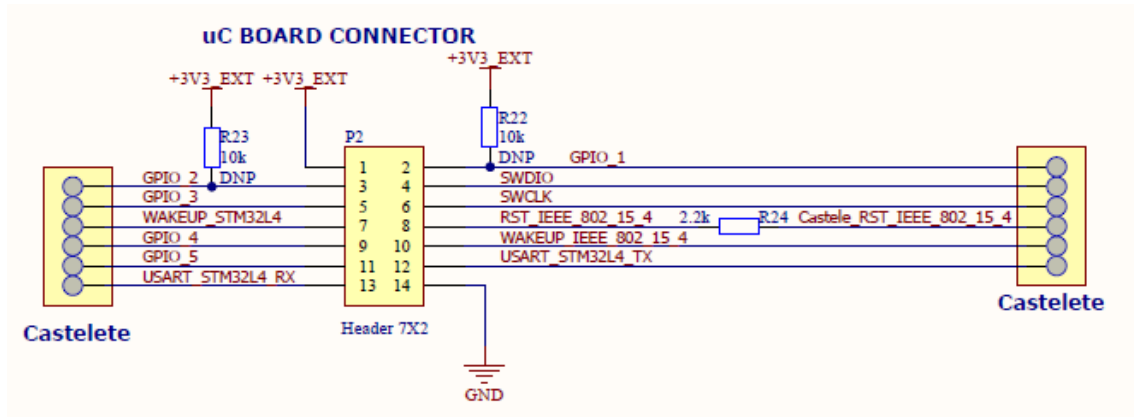 uC BOARD CONNECTOR
+3V3_EXT
+3V3_EXT +3V3_EXT
R22
10k
DNP
R23
10k
DNP
P2
GPIO_1
1 2
GPIO_2
3 4
SWDIO
GPIO_3
5 6
SWCLK
WAKEUP_STM32L4
7 8
RST_IEEE_802_15_4
2.2k
R24
Castele_RST_IEEE_802_15_4
GPIO_4
9 10
WAKEUP_IEEE_802_15_4
GPIO_5
11 12
USART_STM32L4_TX
USART_STM32L4_RX
13 14
Castelete
Header 7X2
Castelete
GND